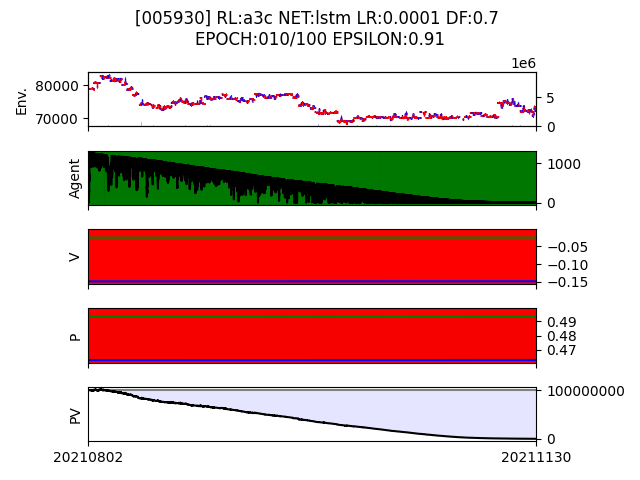 [005930] RL:a3c NET:lstm LR:0.0001 DF:0.7
EPOCH:010/100 EPSILON:0.91
1e6
Env.
80000
70000
5
0
Agent
1000
0
V
−0.05
−0.10
−0.15
P
0.49
0.48
0.47
PV
100000000
0
20210802
20211130